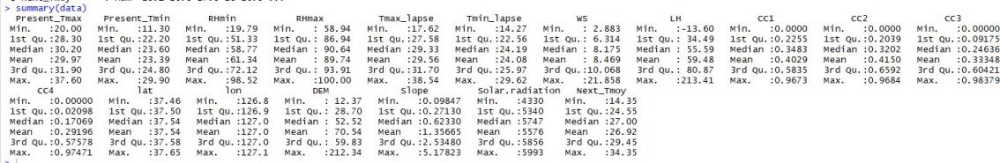 > summary(data)
Present_Tmax Present_Tmin RHmin RHmax Tmax_lapse Tmin_lapse WS LH CC1 CC2 CC3
Min. :20.00 Min. :11.30 Min. :19.79 Min. : 58.94 Min. :17.62 Min. :14.27 Min. : 2.883 Min. :-13.60 Min. :0.0000 Min. :0.0000 Min. :0.00000
1st Qu.:28.30 1st Qu.:22.20 1st Qu.:51.33 1st Qu.: 86.94 1st Qu.:27.58 1st Qu.:22.56 1st Qu.: 6.314 1st Qu.: 34.49 1st Qu.:0.2255 1st Qu.:0.2039 1st Qu.:0.09175
Median :30.20 Median :23.60 Median :58.77 Median : 90.64 Median :29.33 Median :24.19 Median : 8.175 Median : 55.59 Median :0.3483 Median :0.3202 Median :0.24636
Mean :29.97 Mean :23.39 Mean :61.34 Mean : 89.74 Mean :29.56 Mean :24.08 Mean : 8.469 Mean : 59.48 Mean :0.4029 Mean :0.4150 Mean :0.33348
3rd Qu.:31.90 3rd Qu.:24.80 3rd Qu.:72.12 3rd Qu.: 93.91 3rd Qu.:31.70 3rd Qu.:25.97 3rd Qu.:10.068 3rd Qu.: 80.87 3rd Qu.:0.5835 3rd Qu.:0.6592 3rd Qu.:0.60421
Max. :37.60 Max. :29.90 Max. :98.52 Max. :100.00 Max. :38.54 Max. :29.62 Max. :21.858 Max. :213.41 Max. :0.9673 Max. :0.9684 Max. :0.98379
CC4 lat lon DEM Slope Solar.radiation Next_Tmoy
Min. :0.00000 Min. :37.46 Min. :126.8 Min. : 12.37 Min. :0.09847 Min. :4330 Min. :14.35
1st Qu.:0.02098 1st Qu.:37.50 1st Qu.:126.9 1st Qu.: 28.70 1st Qu.:0.27130 1st Qu.:5340 1st Qu.:24.55
Median :0.17069 Median :37.54 Median :127.0 Median : 52.52 Median :0.62330 Median :5747 Median :27.00
Mean :0.29196 Mean :37.54 Mean :127.0 Mean : 70.54 Mean :1.35665 Mean :5576 Mean :26.92
3rd Qu.:0.57578 3rd Qu.:37.58 3rd Qu.:127.0 3rd Qu.: 59.83 3rd Qu.:2.53480 3rd Qu.:5856 3rd Qu.:29.45
Max. :0.97471 Max. :37.65 Max. :127.1 Max. :212.34 Max. :5.17823 Max. :5993 Max. :34.35
>